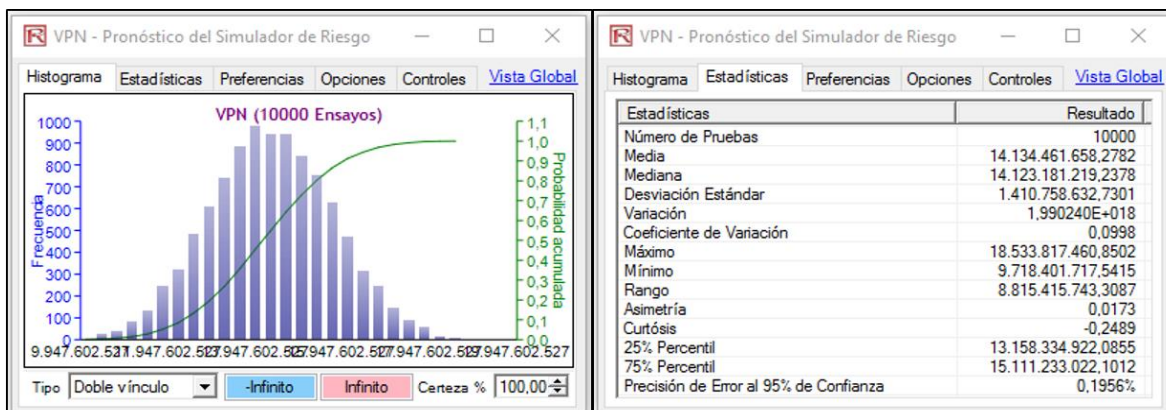 VPN - Pronóstico del Simulador de Riesgo
Histograma Estadísticas Preferencias Opciones Controles Vista Global
VPN (10000 Ensayos)
1000
900
800
700
600
500
400
300
200
100
0
Frecuencia
1,1
1,0
0,9
0,8
0,7
0,6
0,5
0,4
0,3
0,2
0,1
0,0
Probabilidad acumulada
Tipo Doble vínculo -Infinito Infinito Certeza % 100,00
VPN - Pronóstico del Simulador de Riesgo
Histograma Estadísticas Preferencias Opciones Controles Vista Global
Estadísticas Resultado
Número de Pruebas 10000
Media 14.134.461.658,2782
Mediana 14.123.181.219,2378
Desviación Estándar 1.410.758.632,7301
Variación 1,990240E+018
Coeficiente de Variación 0,0998
Máximo 18.533.817.460,8502
Mínimo 9.718.401.717,5415
Rango 8.815.415.743,3087
Asimetría 0,0173
Curtósis -0,2489
25% Percentil 13.158.334.922,0855
75% Percentil 15.111.233.022,1012
Precisión de Error al 95% de Confianza 0,1956%